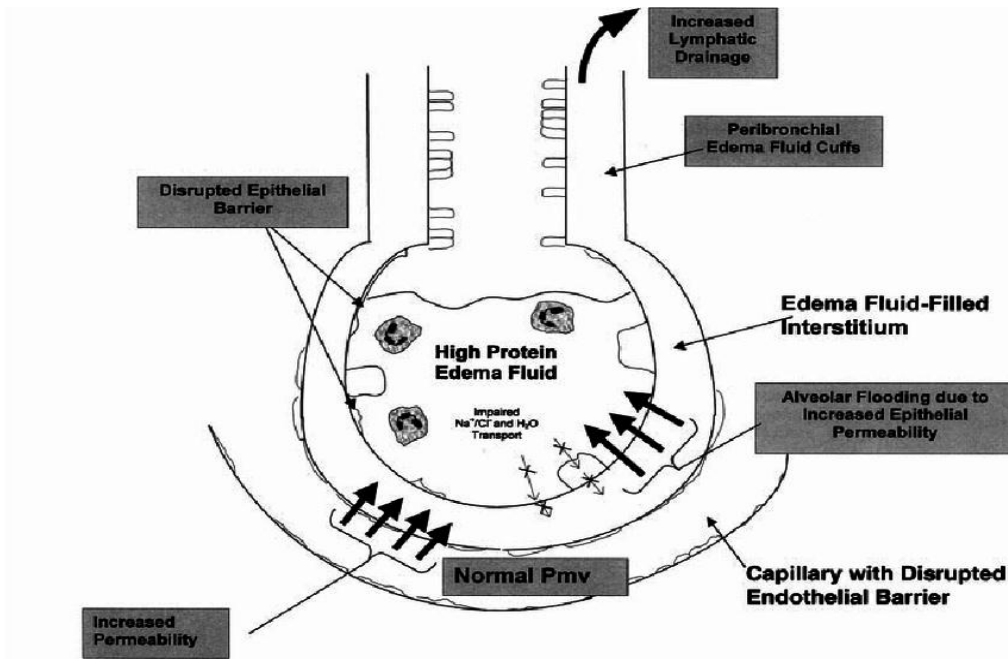 Increased
Lymphatic
Drainage
Peribronchial
Edema Fluid Cuffs
Disrupted Epithelial
Barrier
Edema Fluid-Filled
Interstitium
High Protein
Edema Fluid
Impaired
Na⁺/Cl⁻ and H₂O
Transport
Alveolar Flooding due to
Increased Epithelial
Permeability
Normal Pmv
Capillary with Disrupted
Endothelial Barrier
Increased
Permeability